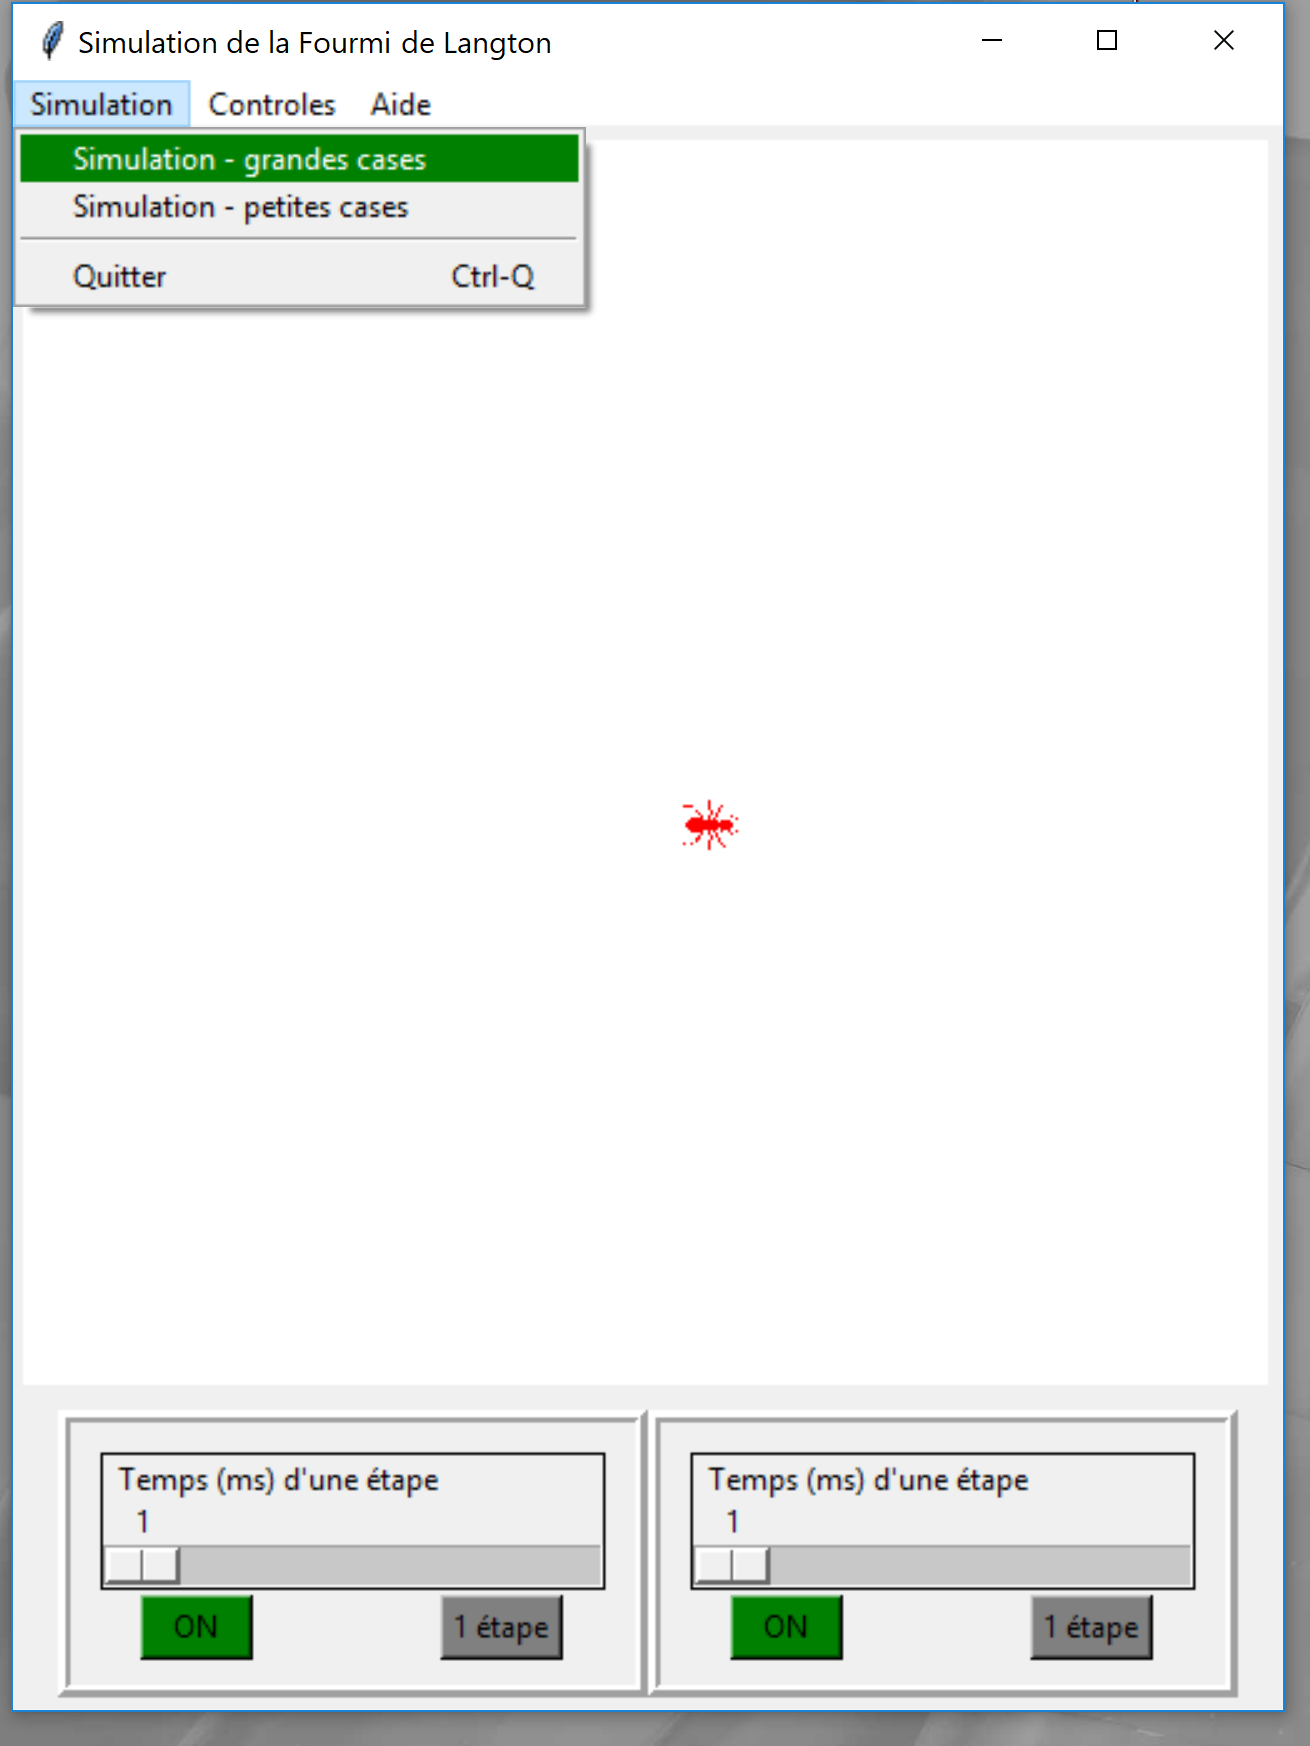 Simulation de la Fourmi de Langton
Simulation Controles Aide
Simulation - grandes cases
Simulation - petites cases
Quitter Ctrl-Q
Temps (ms) d'une étape Temps (ms) d'une étape
1 1
ON 1 étape ON 1 étape